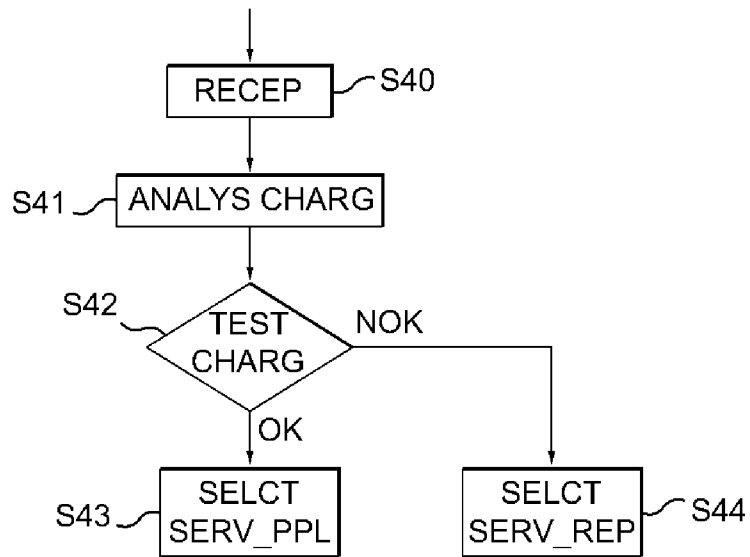 RECEP
S40
S41
ANALYS CHARG
S42
TEST
CHARG
NOK
OK
S43
SELCT
SERV_PPL
SELCT
SERV_REP
S44